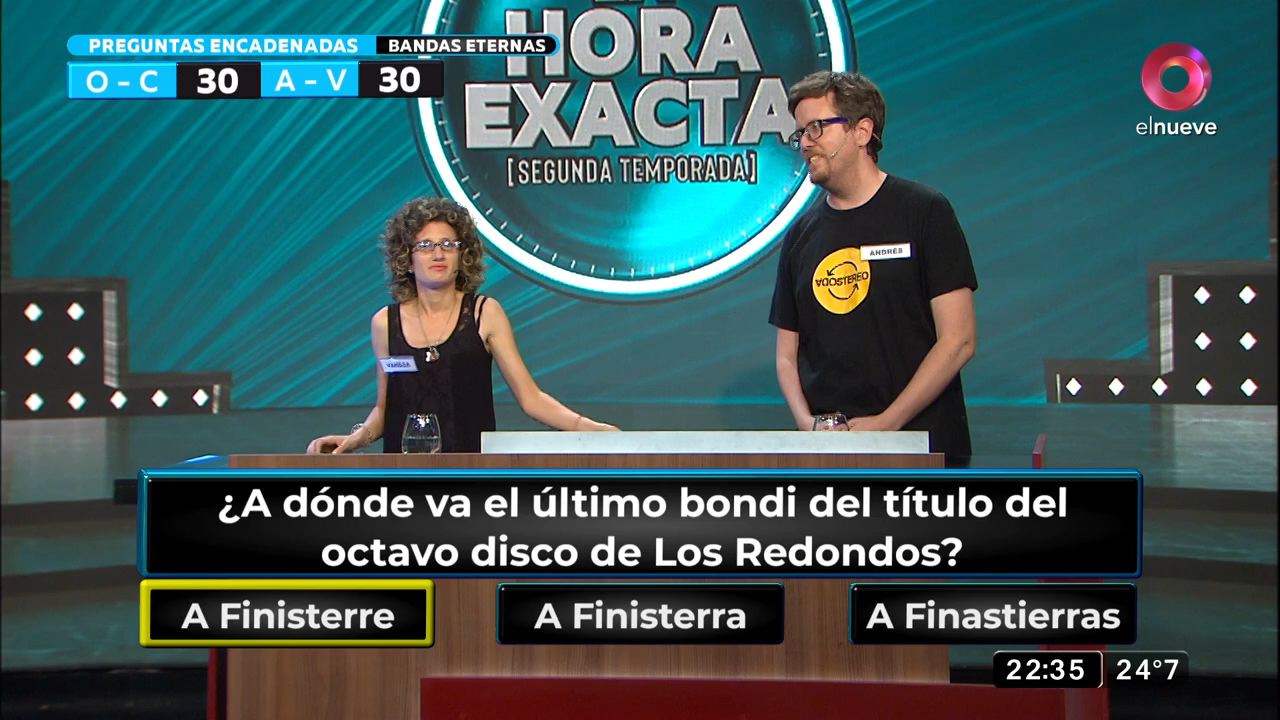 PREGUNTAS ENCADENADAS BANDAS ETERNAS
O – C 30 A – V 30
HORA
EXACTA
[SEGUNDA TEMPORADA]
elnueve
ANDRÉS
¿A dónde va el último bondi del título del
octavo disco de Los Redondos?
A Finisterre A Finisterra A Finastierras
22:35 24°7